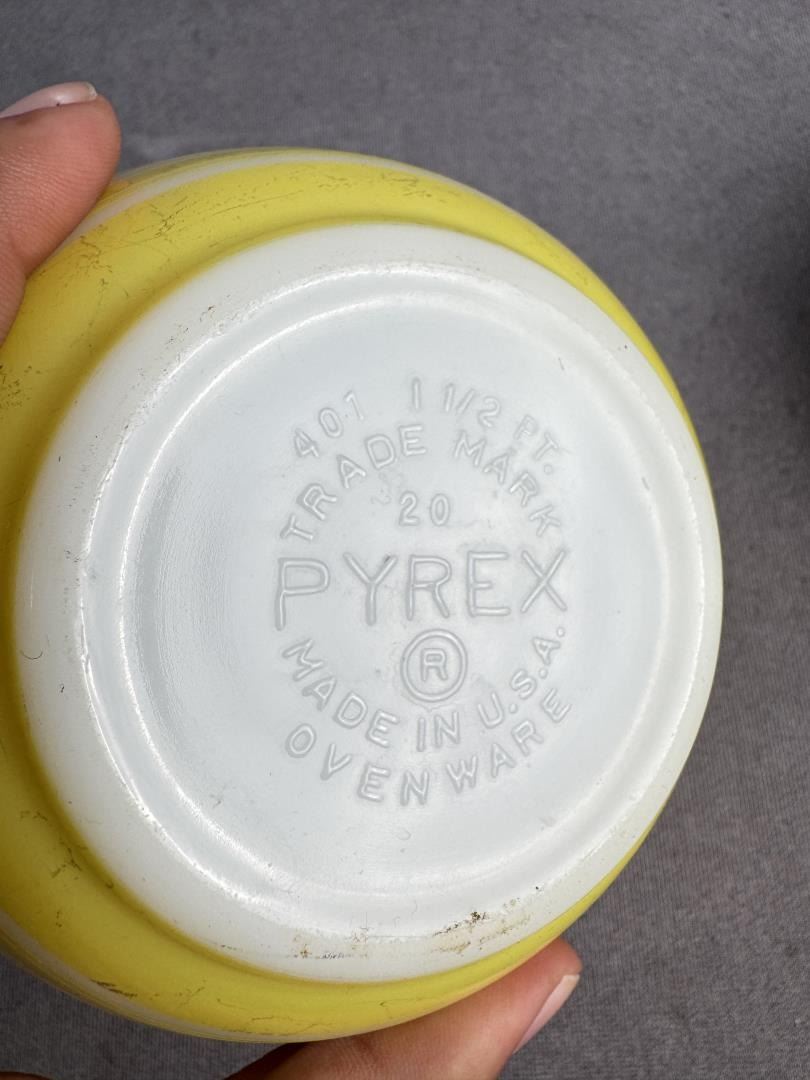 401 1 1/2 PT.
TRADE MARK
20
PYREX
®
MADE IN U.S.A.
OVENWARE